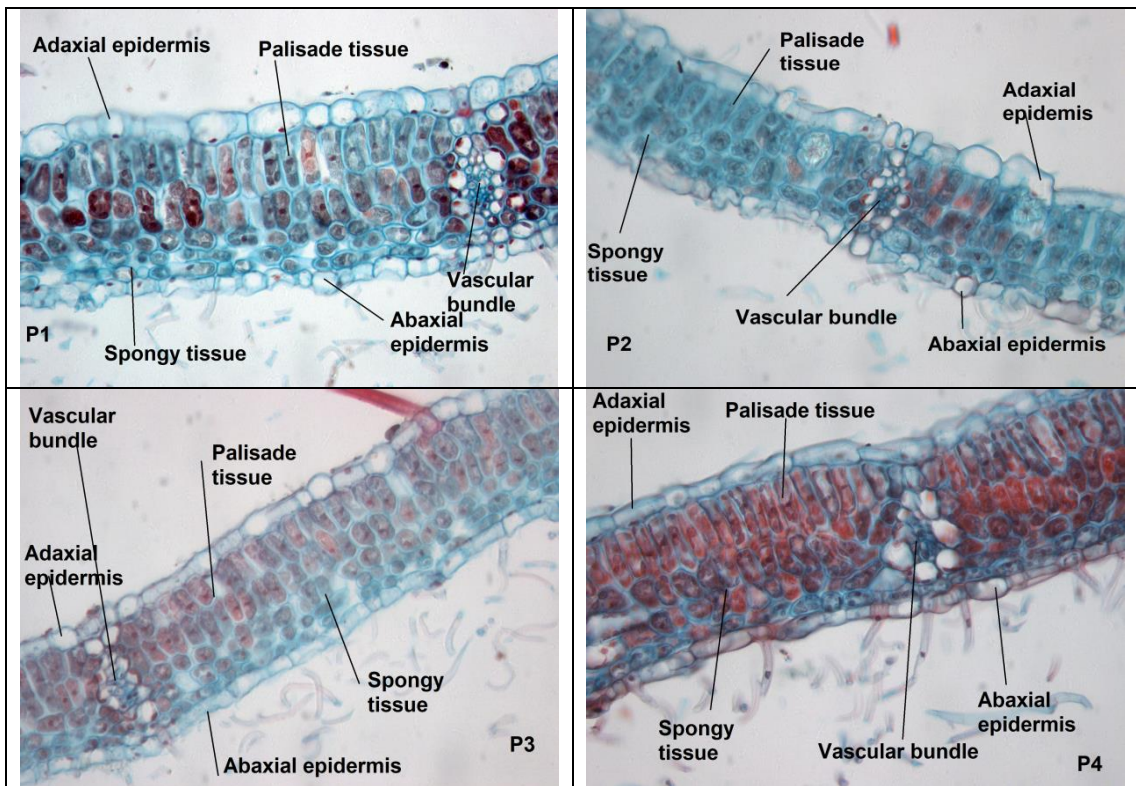 Adaxial epidermis
Palisade tissue
Vascular
bundle
Abaxial
epidermis
Spongy tissue
P1
Palisade
tissue
Adaxial
epidemis
Spongy
tissue
Vascular bundle
Abaxial epidermis
P2
Vascular
bundle
Palisade
tissue
Adaxial
epidermis
Spongy
tissue
Abaxial epidermis
P3
Adaxial
epidermis
Palisade tissue
Spongy
tissue
Vascular bundle
Abaxial
epidermis
P4